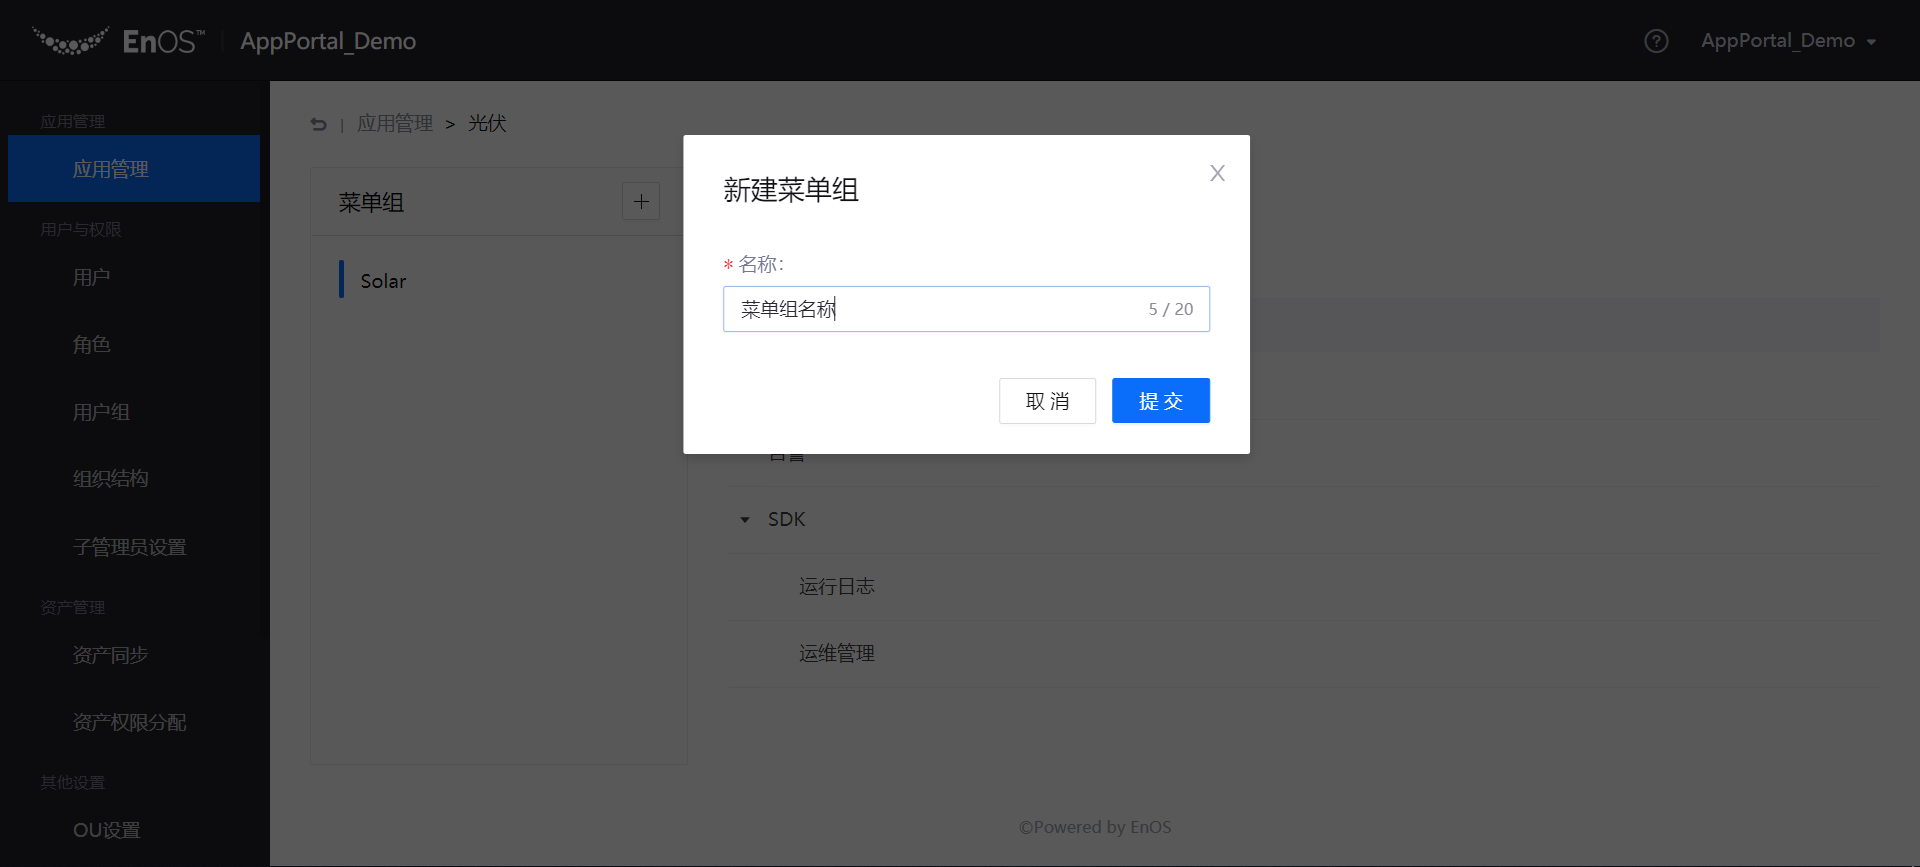 EnOS™ | AppPortal_Demo
AppPortal_Demo
应用管理
应用管理
用户与权限
用户
角色
用户组
组织结构
子管理员设置
资产管理
资产同步
资产权限分配
其他设置
OU设置
| 应用管理 > 光伏
菜单组
Solar
新建菜单组
X
* 名称:
菜单组名称 5 / 20
取 消 提 交
SDK
运行日志
运维管理
©Powered by EnOS